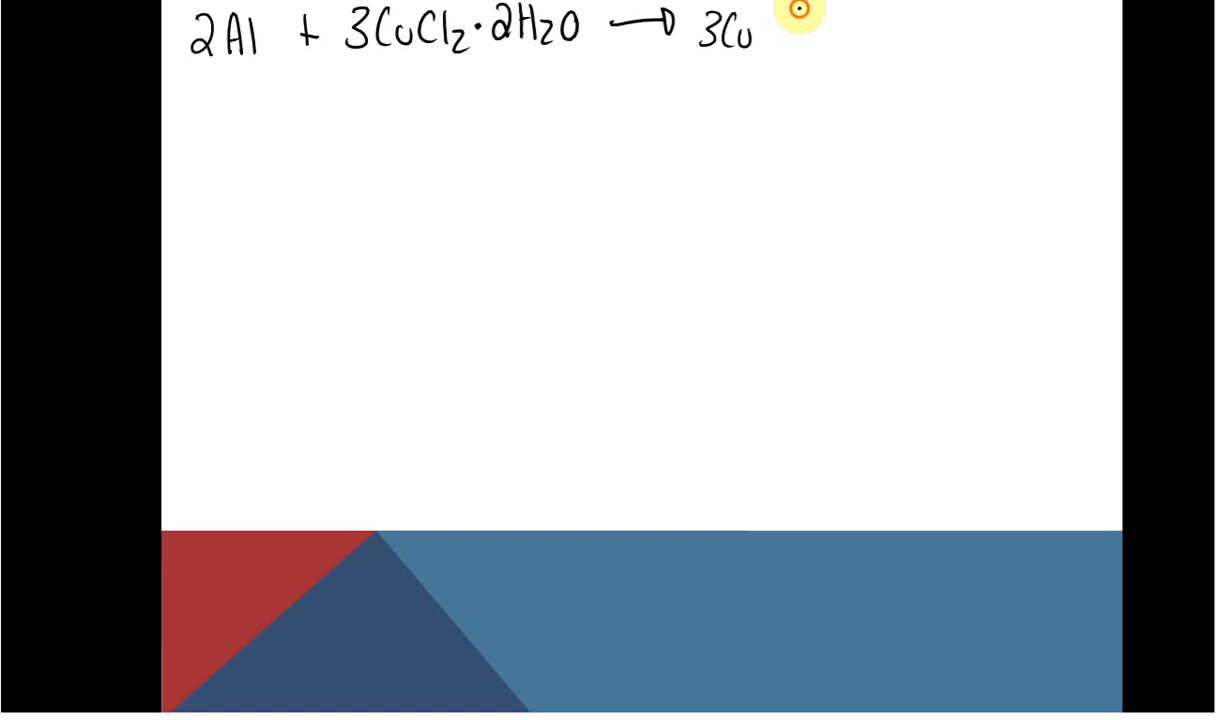 2Al + 3CuCl2·2H2O → 3Cu